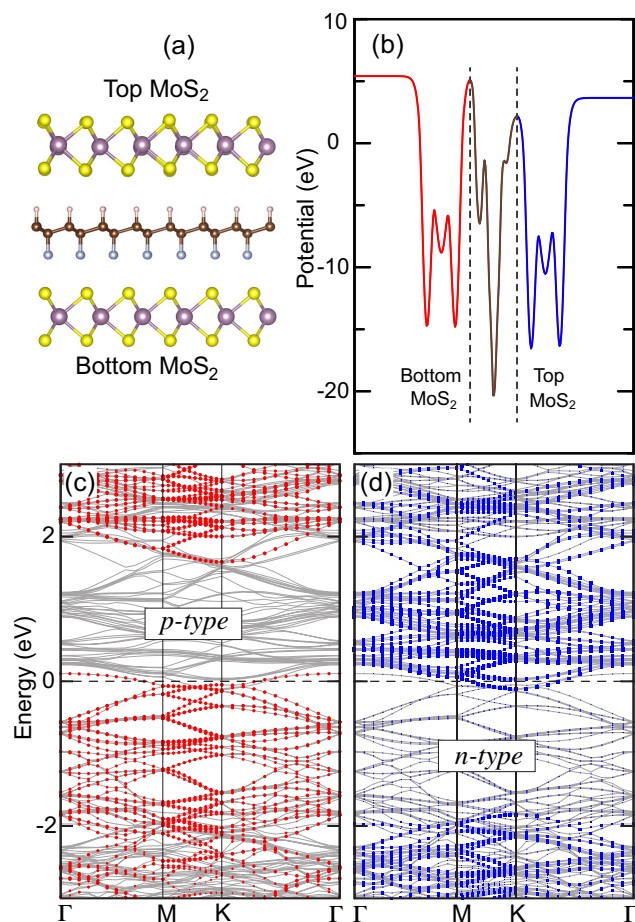 (a)
Top MoS₂
Bottom MoS₂
(b)
Potential (eV)
10
0
−10
−20
Bottom
MoS₂
Top
MoS₂
(c)
p-type
Energy (eV)
2
0
-2
Γ M K Γ
(d)
n-type
Γ M K Γ